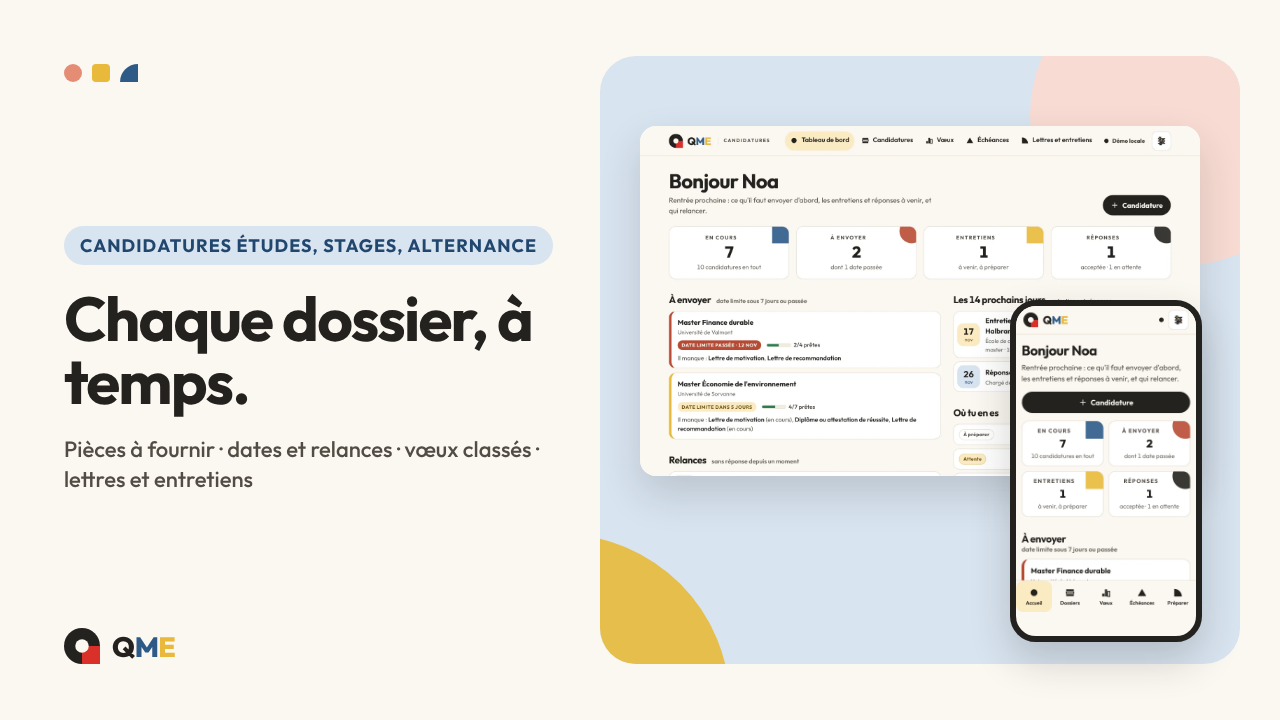 CANDIDATURES ÉTUDES, STAGES, ALTERNANCE
Chaque dossier, à
temps.
Pièces à fournir · dates et relances · vœux classés ·
lettres et entretiens
QME
QME CANDIDATURES Tableau de bord Candidatures Vœux Échéances Lettres et entretiens Démo locale
Bonjour Noa
Rentrée prochaine : ce qu'il faut envoyer d'abord, les entretiens et réponses à venir, et
qui relancer.
+ Candidature
EN COURS
7
10 candidatures en tout
À ENVOYER
2
dont 1 date passée
ENTRETIENS
1
à venir, à préparer
RÉPONSES
1
acceptée · 1 en attente
À envoyer date limite sous 7 jours ou passée
Master Finance durable
Université de Valmont
DATE LIMITE PASSÉE · 12 NOV 2/4 prêtes
Il manque : Lettre de motivation, Lettre de recommandation
Master Économie de l'environnement
Université de Sorvanne
DATE LIMITE DANS 5 JOURS 4/7 prêtes
Il manque : Lettre de motivation (en cours), Diplôme ou attestation de réussite, Lettre de
recommandation (en cours)
Relances sans réponse depuis un moment
Les 14 prochains jours
17
NOV
26
NOV
Où tu en es
À préparer
Attente
QME
Bonjour Noa
Rentrée prochaine : ce qu'il faut envoyer d'abord,
les entretiens et réponses à venir, et qui relancer.
+ Candidature
EN COURS
7
10 candidatures en tout
À ENVOYER
2
dont 1 date passée
ENTRETIENS
1
à venir, à préparer
RÉPONSES
1
acceptée · 1 en attente
À envoyer
date limite sous 7 jours ou passée
Master Finance durable
Accueil Dossiers Vœux Échéances Préparer